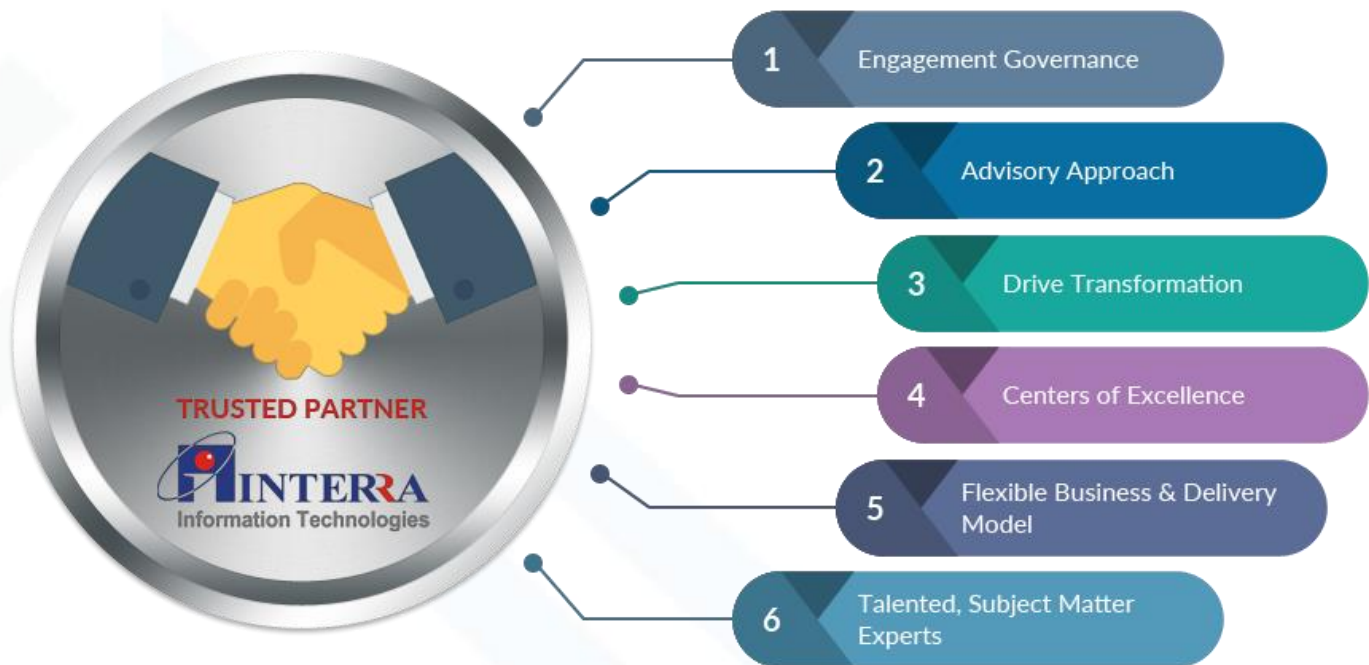 TRUSTED PARTNER
INTERRA
Information Technologies
1
Engagement Governance
2
Advisory Approach
3
Drive Transformation
4
Centers of Excellence
5
Flexible Business & Delivery
Model
6
Talented, Subject Matter
Experts